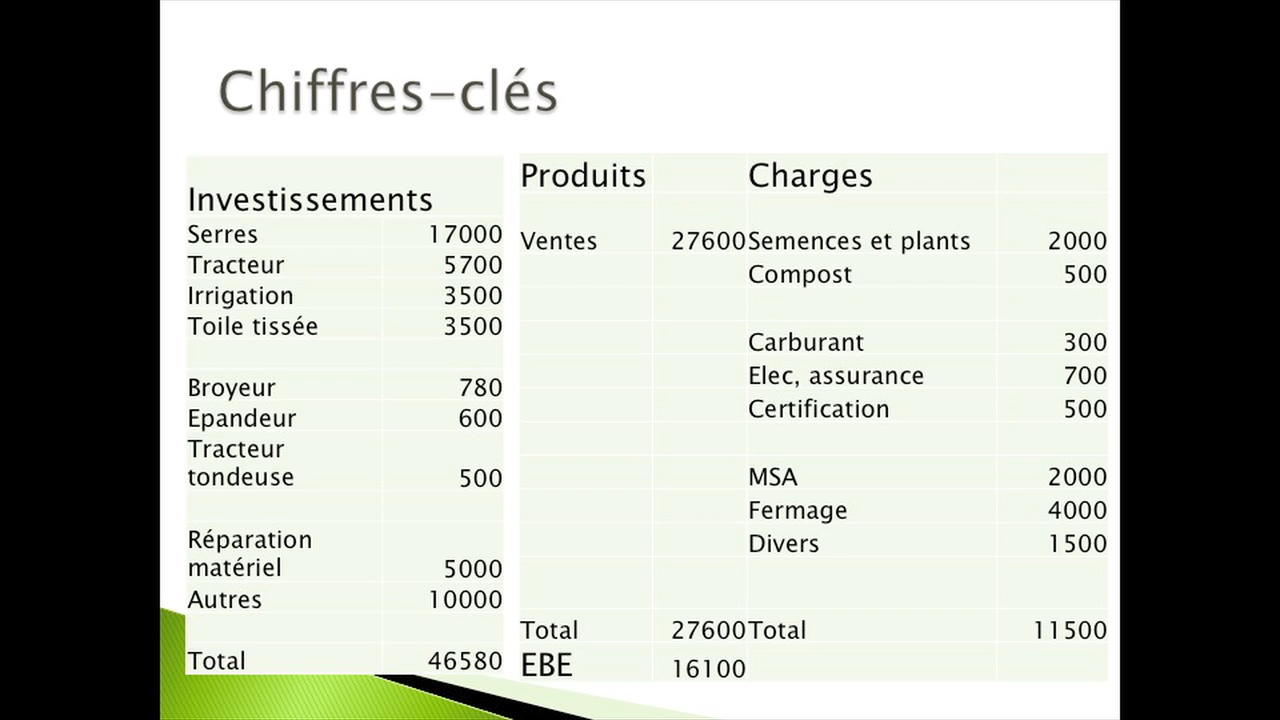 Chiffres-clés
Investissements
Serres 17000
Tracteur 5700
Irrigation 3500
Toile tissée 3500
Broyeur 780
Epandeur 600
Tracteur
tondeuse 500
Réparation
matériel 5000
Autres 10000
Total 46580
Produits Charges
Ventes 27600 Semences et plants 2000
Compost 500
Carburant 300
Elec, assurance 700
Certification 500
MSA 2000
Fermage 4000
Divers 1500
Total 27600 Total 11500
EBE 16100